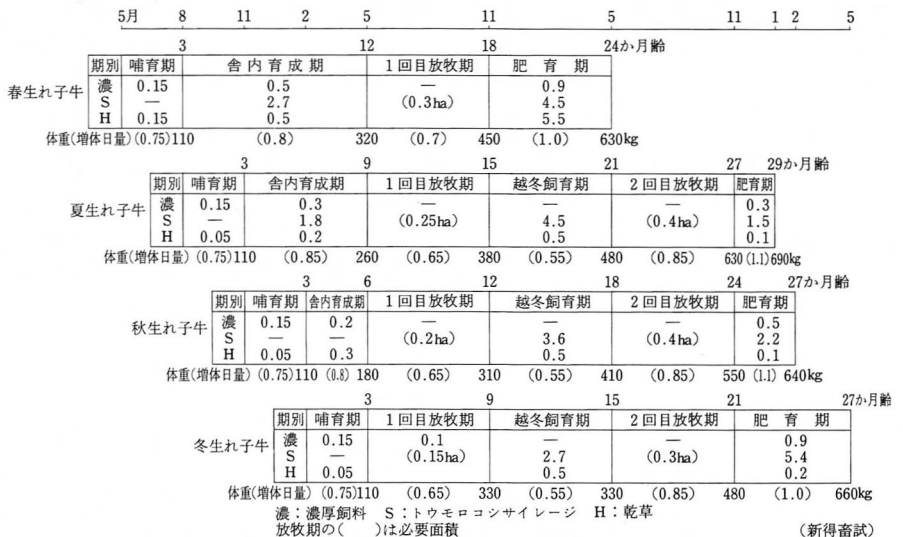 5月 8 11 2 5 11 5 11 1 2 5
3 12 18 24か月齢
期別 哺育期 舎内育成期 1回目放牧期 肥育期
春生れ子牛
濃 0.15 0.5 — 0.9
S — 2.7 (0.3ha) 4.5
H 0.15 0.5 5.5
体重(増体日量)(0.75)110 (0.8) 320 (0.7) 450 (1.0) 630kg
3 9 15 21 27 29か月齢
期別 哺育期 舎内育成期 1回目放牧期 越冬飼育期 2回目放牧期 肥育期
夏生れ子牛
濃 0.15 0.3 — — — 0.3
S — 1.8 (0.25ha) 4.5 (0.4ha) 1.5
H 0.05 0.2 0.5 0.1
体重(増体日量)(0.75)110 (0.85) 260 (0.65) 380 (0.55) 480 (0.85) 630 (1.1) 690kg
3 6 12 18 24 27か月齢
期別 哺育期 舎内育成期 1回目放牧期 越冬飼育期 2回目放牧期 肥育期
秋生れ子牛
濃 0.15 0.2 — — — 0.5
S — — (0.2ha) 3.6 (0.4ha) 2.2
H 0.05 0.3 0.5 0.1
体重(増体日量)(0.75)110 (0.8) 180 (0.65) 310 (0.55) 410 (0.85) 550 (1.1) 640kg
3 9 15 21 27か月齢
期別 哺育期 1回目放牧期 越冬飼育期 2回目放牧期 肥育期
冬生れ子牛
濃 0.15 0.1 — — 0.9
S — (0.15ha) 2.7 (0.3ha) 5.4
H 0.05 0.5 0.2
体重(増体日量)(0.75)110 (0.65) 330 (0.55) 330 (0.85) 480 (1.0) 660kg
濃：濃厚飼料 S：トウモロコシサイレージ H：乾草
放牧期の( )は必要面積 (新得畜試)